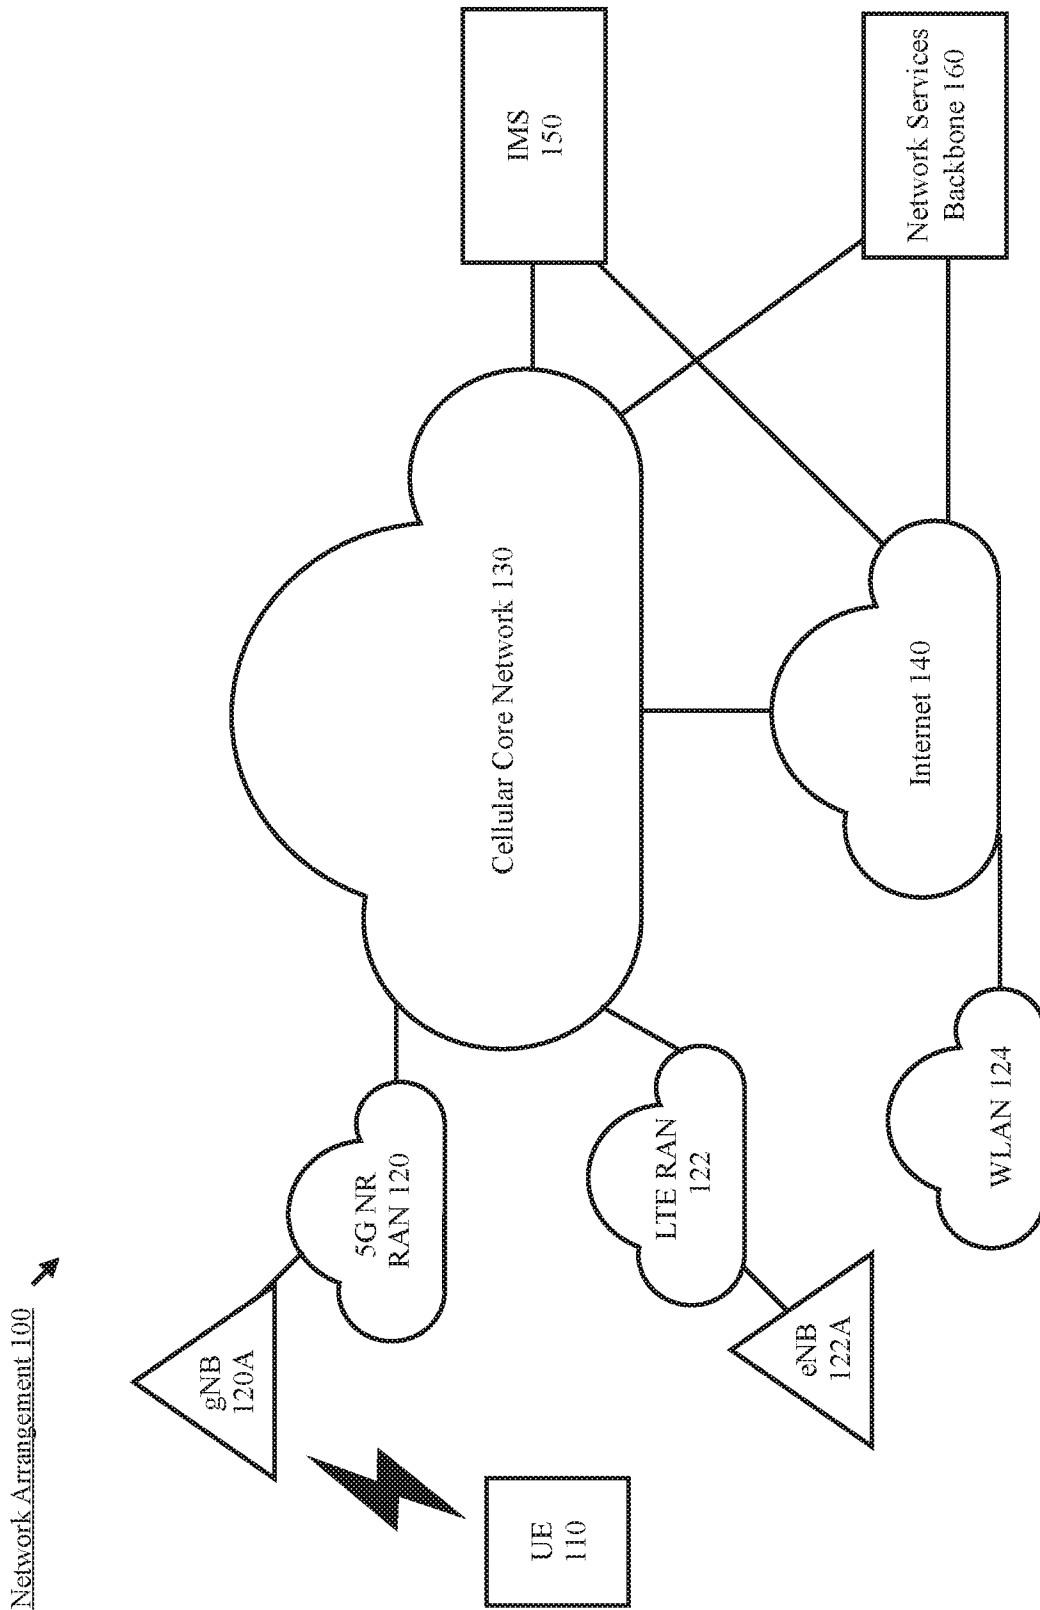 Network Arrangement 100
gNB
120A
5G NR
RAN 120
UE
110
LTE RAN
122
eNB
122A
Cellular Core Network 130
IMS
150
WLAN 124
Internet 140
Network Services
Backbone 160